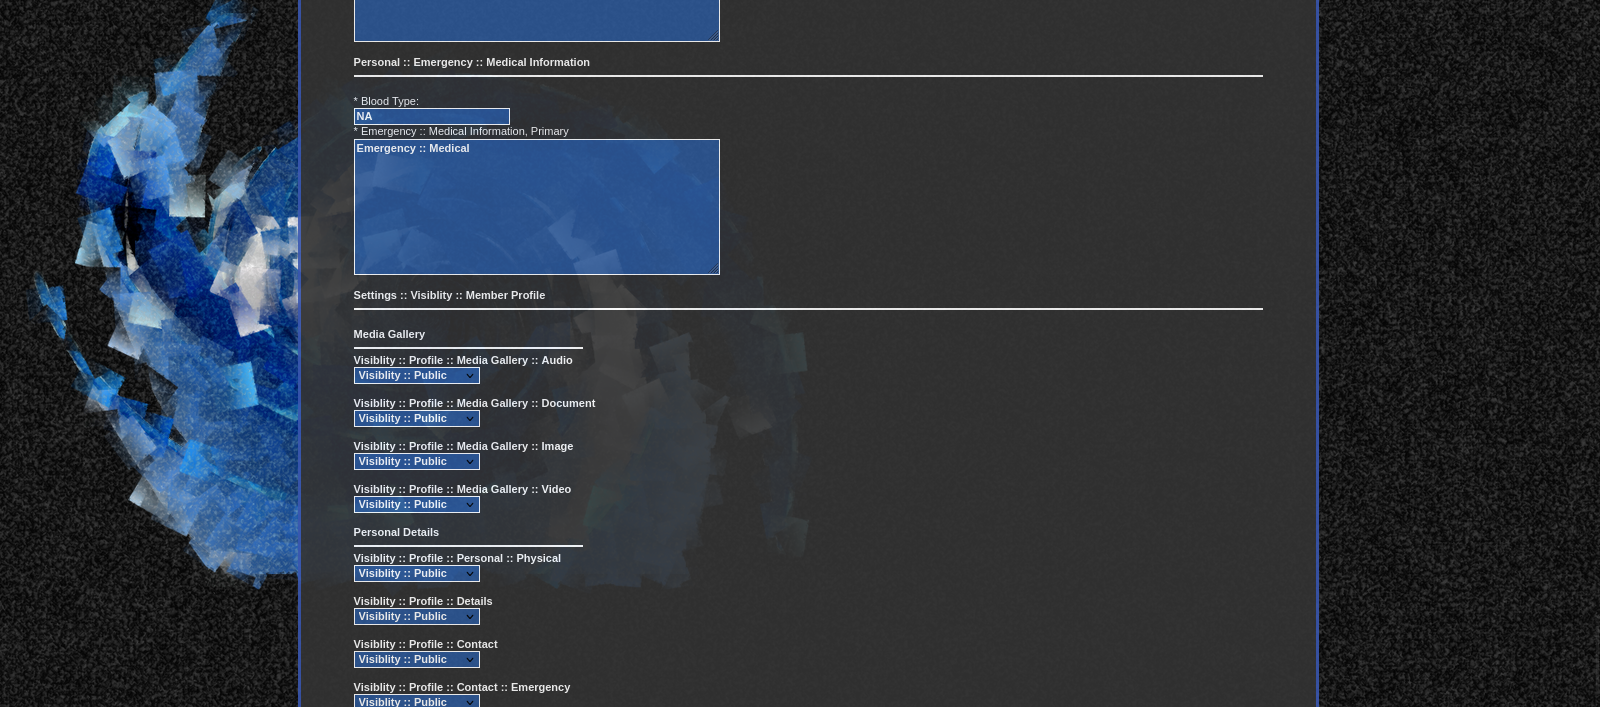 Personal :: Emergency :: Medical Information
* Blood Type:
NA
* Emergency :: Medical Information, Primary
Emergency :: Medical
Settings :: Visiblity :: Member Profile
Media Gallery
Visiblity :: Profile :: Media Gallery :: Audio
Visiblity :: Public
Visiblity :: Profile :: Media Gallery :: Document
Visiblity :: Public
Visiblity :: Profile :: Media Gallery :: Image
Visiblity :: Public
Visiblity :: Profile :: Media Gallery :: Video
Visiblity :: Public
Personal Details
Visiblity :: Profile :: Personal :: Physical
Visiblity :: Public
Visiblity :: Profile :: Details
Visiblity :: Public
Visiblity :: Profile :: Contact
Visiblity :: Public
Visiblity :: Profile :: Contact :: Emergency
Visiblity :: Public